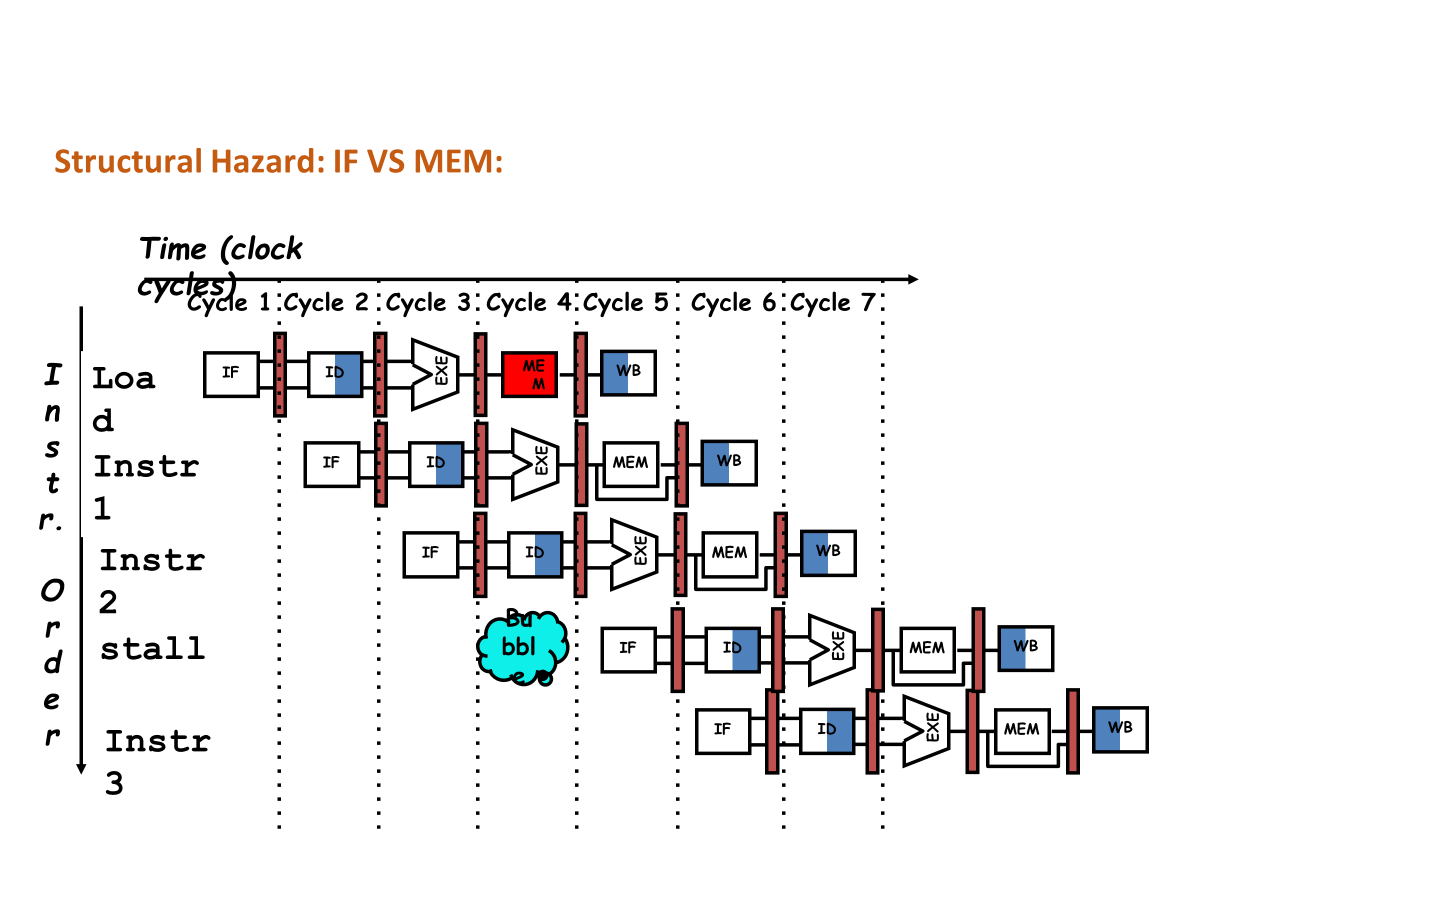 Structural Hazard: IF VS MEM:
Time (clock
cycles)
Cycle 1 Cycle 2 Cycle 3 Cycle 4 Cycle 5 Cycle 6 Cycle 7
I
n
s
t
r.
O
r
d
e
r
Loa
d
IF ID EXE ME
M
WB
Instr
1
IF ID EXE MEM WB
Instr
2
IF ID EXE MEM WB
stall
Bu
bbl
e
IF ID EXE MEM WB
Instr
3
IF ID EXE MEM WB